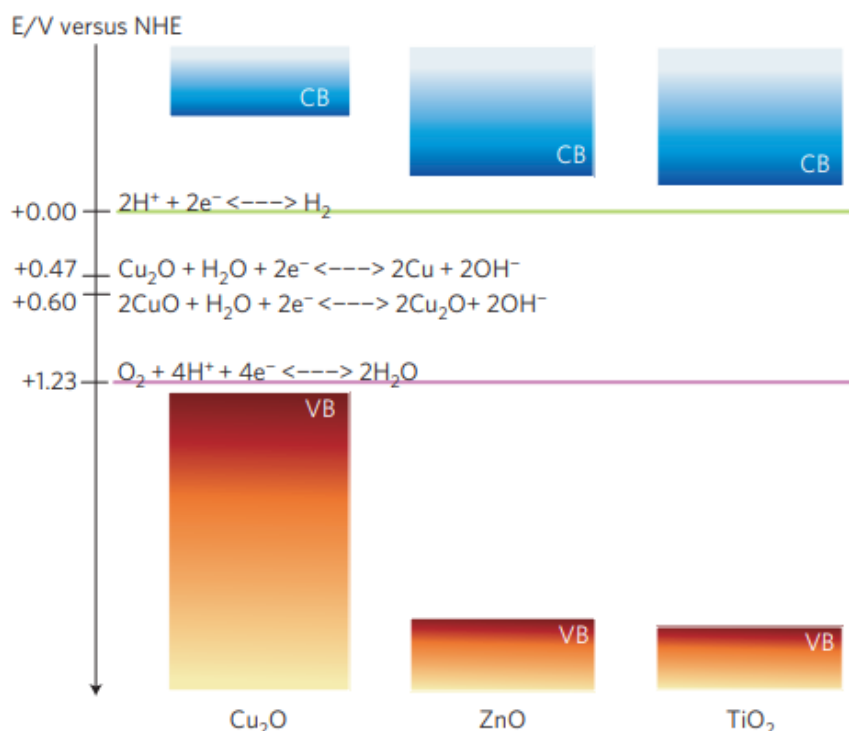 E/V versus NHE
CB
CB
CB
+0.00
2H⁺ + 2e⁻ <---> H₂
+0.47
Cu₂O + H₂O + 2e⁻ <---> 2Cu + 2OH⁻
+0.60
2CuO + H₂O + 2e⁻ <---> 2Cu₂O+ 2OH⁻
+1.23
O₂ + 4H⁺ + 4e⁻ <---> 2H₂O
VB
VB
VB
Cu₂O
ZnO
TiO₂